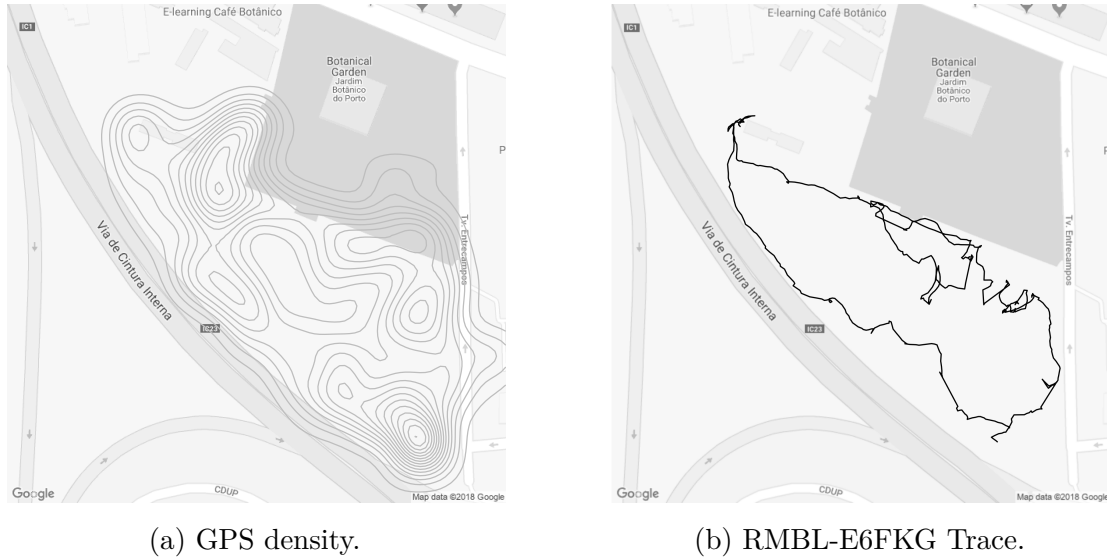 E-learning Café Botânico
IC1
Botanical
Garden
Jardim
Botânico
do Porto
P
Tv. Entrecampos
Via de Cintura Interna
IC23
CDUP
Google
Map data ©2018 Google
(a) GPS density.
E-learning Café Botânico
IC1
Botanical
Garden
Jardim
Botânico
do Porto
P
Tv. Entrecampos
Via de Cintura Interna
IC23
CDUP
Google
Map data ©2018 Google
(b) RMBL-E6FKG Trace.